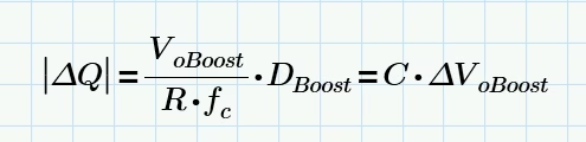 |ΔQ| = V_oBoost / (R · f_c) · D_Boost = C · ΔV_oBoost